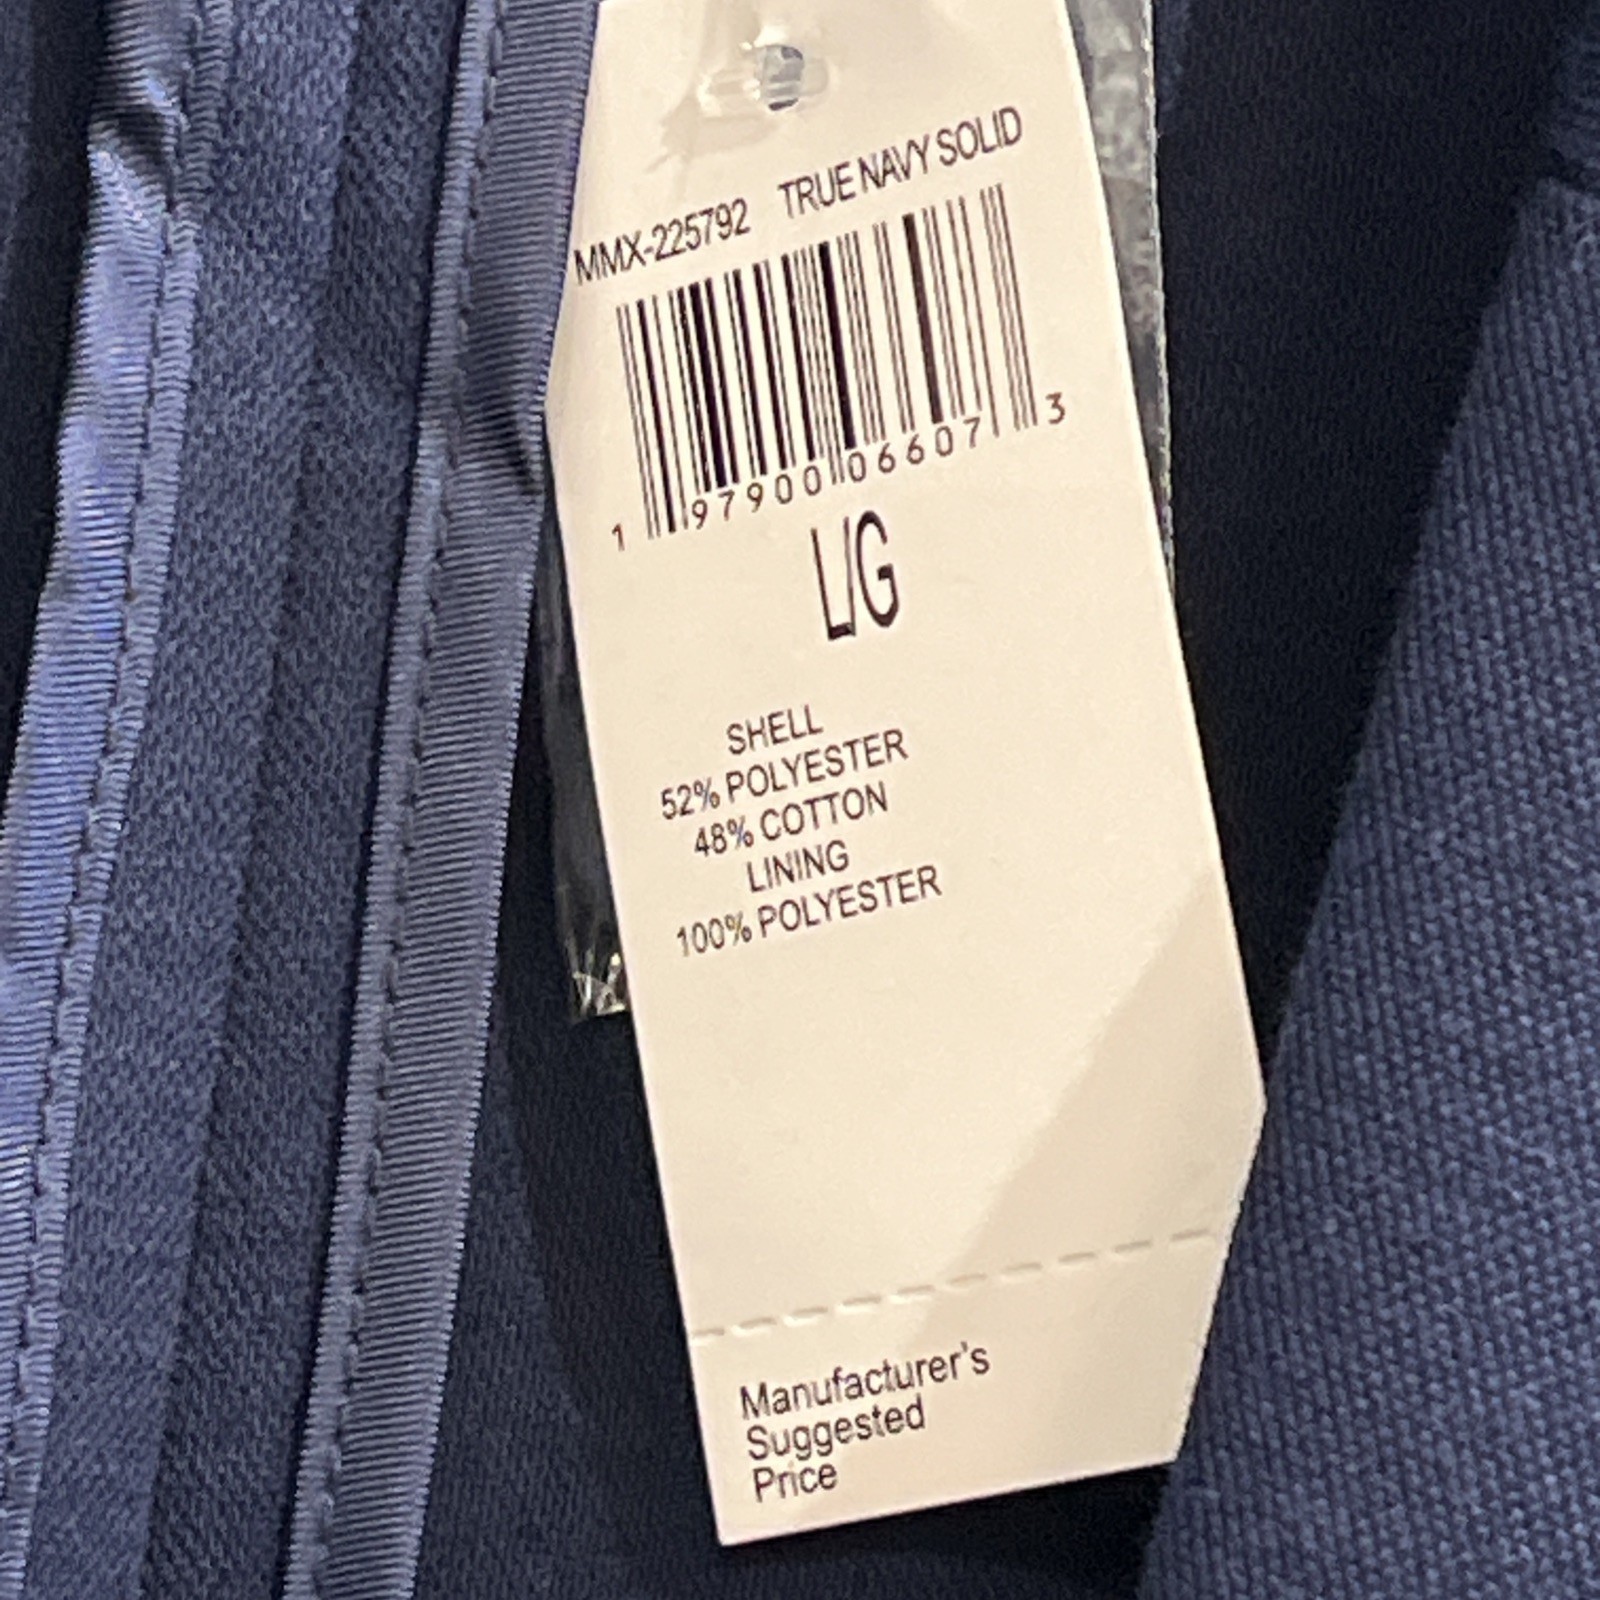 MMX-225792 TRUE NAVY SOLID
1 97900 06607 3
L/G
SHELL
52% POLYESTER
48% COTTON
LINING
100% POLYESTER
Manufacturer's
Suggested
Price